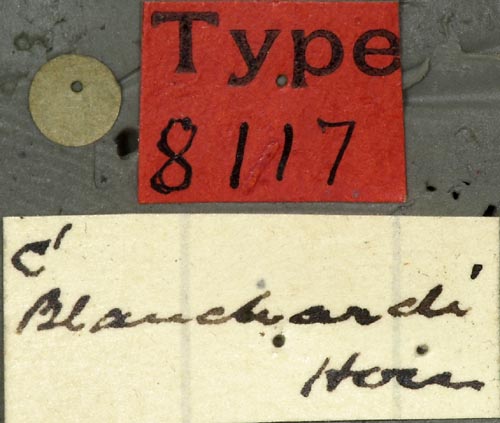 Type
8117
C'
Blanchardi
Horn